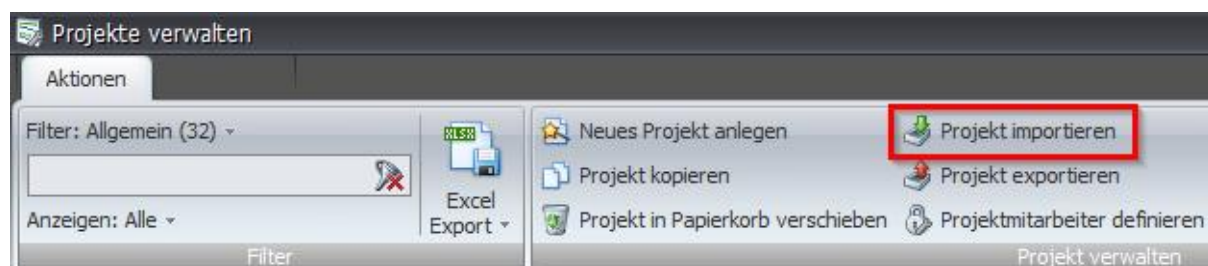 Projekte verwalten
Aktionen
Filter: Allgemein (32)
Anzeigen: Alle
Filter
XLSX
Excel
Export
Neues Projekt anlegen
Projekt kopieren
Projekt in Papierkorb verschieben
Projekt importieren
Projekt exportieren
Projektmitarbeiter definieren
Projekt verwalten